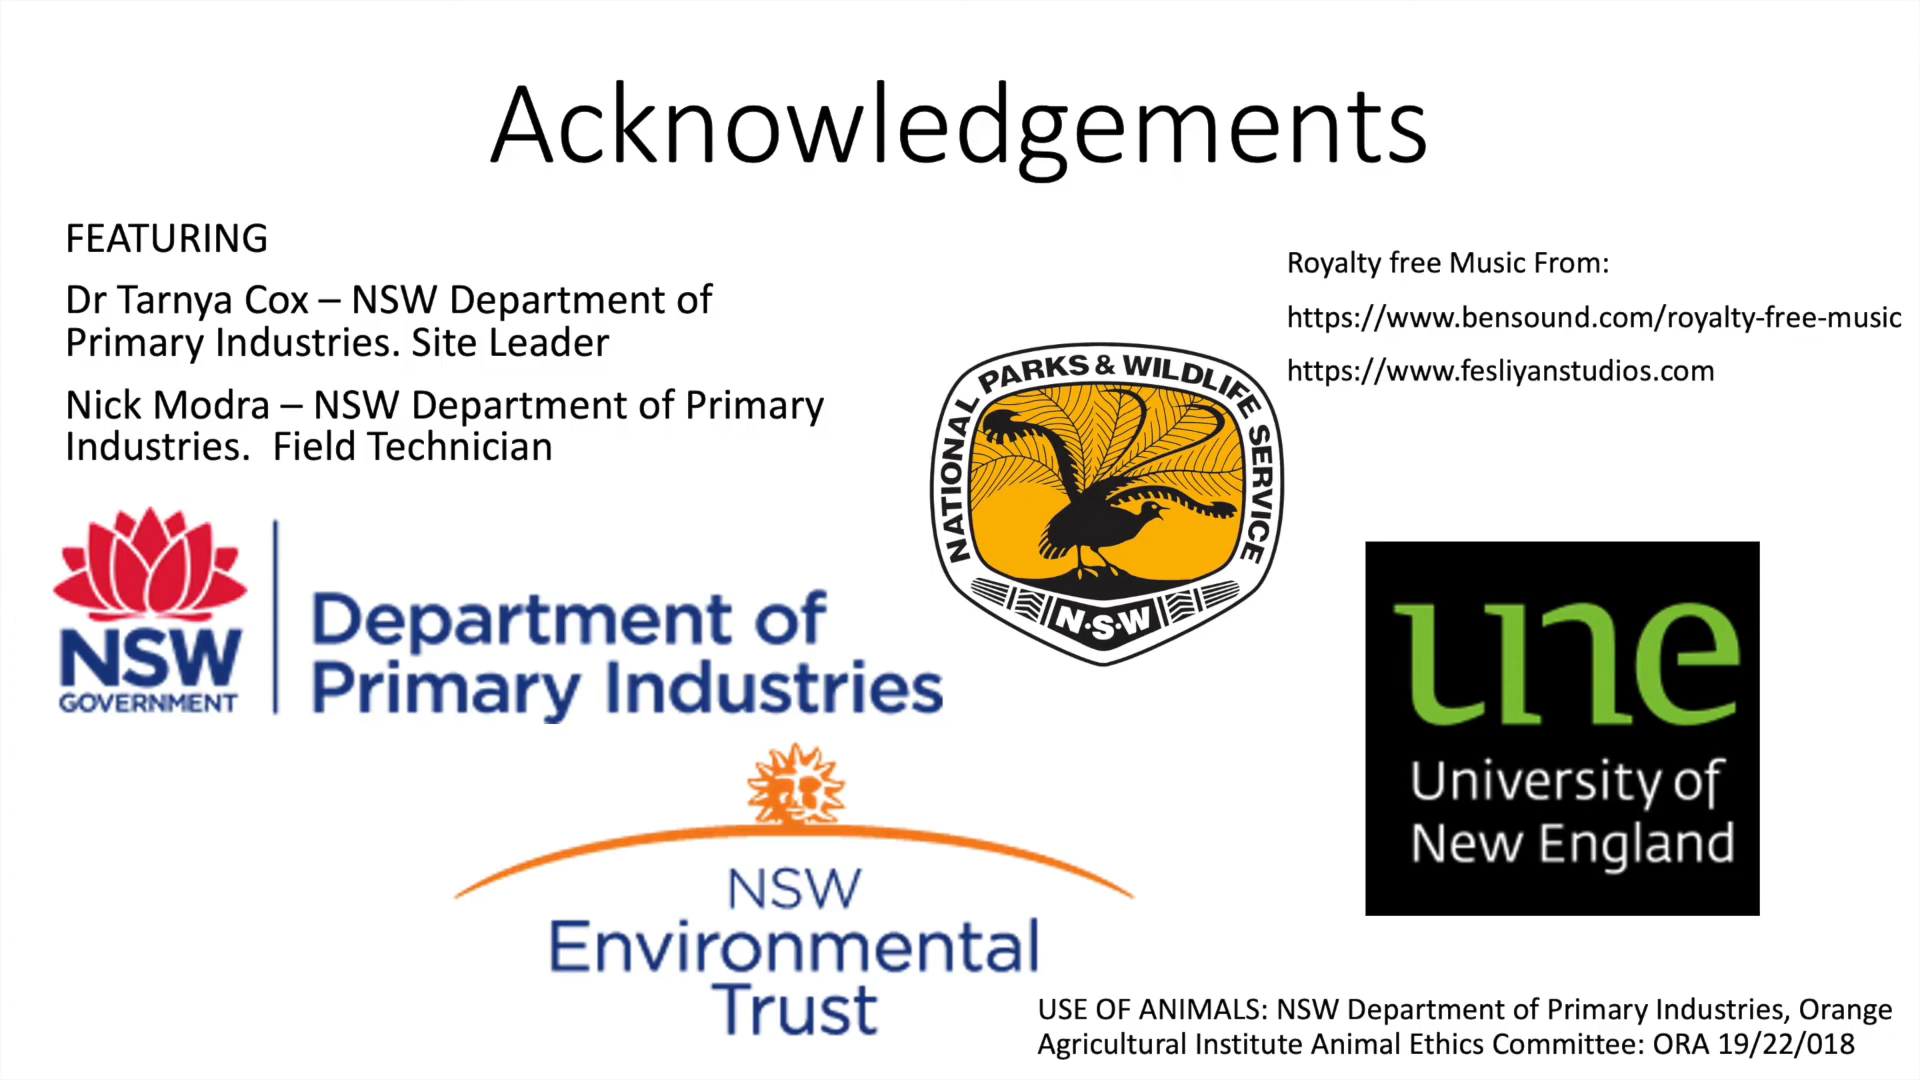 Acknowledgements
FEATURING
Dr Tarnya Cox – NSW Department of
Primary Industries. Site Leader
Nick Modra – NSW Department of Primary
Industries.  Field Technician
Royalty free Music From:
https://www.bensound.com/royalty-free-music
https://www.fesliyanstudios.com
NATIONAL PARKS & WILDLIFE SERVICE
N·S·W
NSW
GOVERNMENT
Department of
Primary Industries
une
University of
New England
NSW
Environmental
Trust
USE OF ANIMALS: NSW Department of Primary Industries, Orange
Agricultural Institute Animal Ethics Committee: ORA 19/22/018